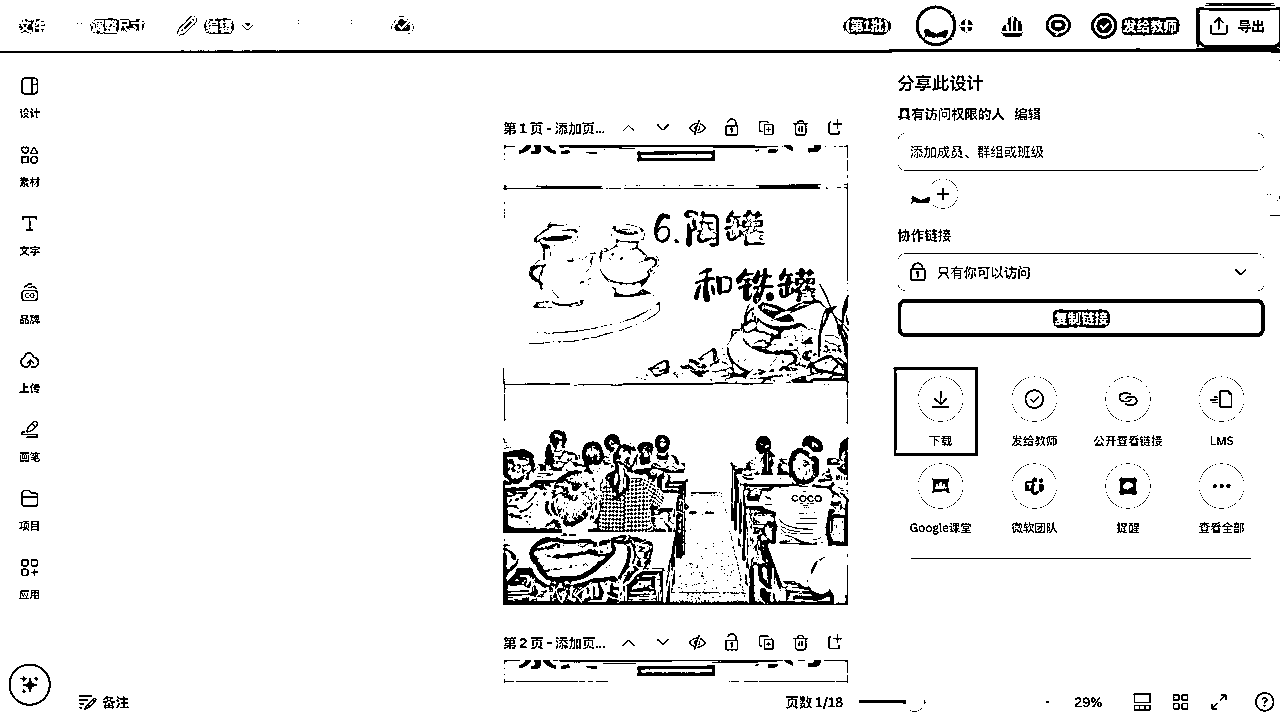 文件 调整尺寸 编辑 (第1批) 发给教师 导出
设计
素材
文字
品牌
上传
画笔
项目
应用
第 1 页 - 添加页...
6.陶罐
和铁罐
COCO
第 2 页 - 添加页...
分享此设计
具有访问权限的人 编辑
添加成员、群组或班级
协作链接
只有你可以访问
复制链接
下载 发给教师 公开查看链接 LMS
Google课堂 微软团队 提醒 查看全部
备注 页数 1/18 29%